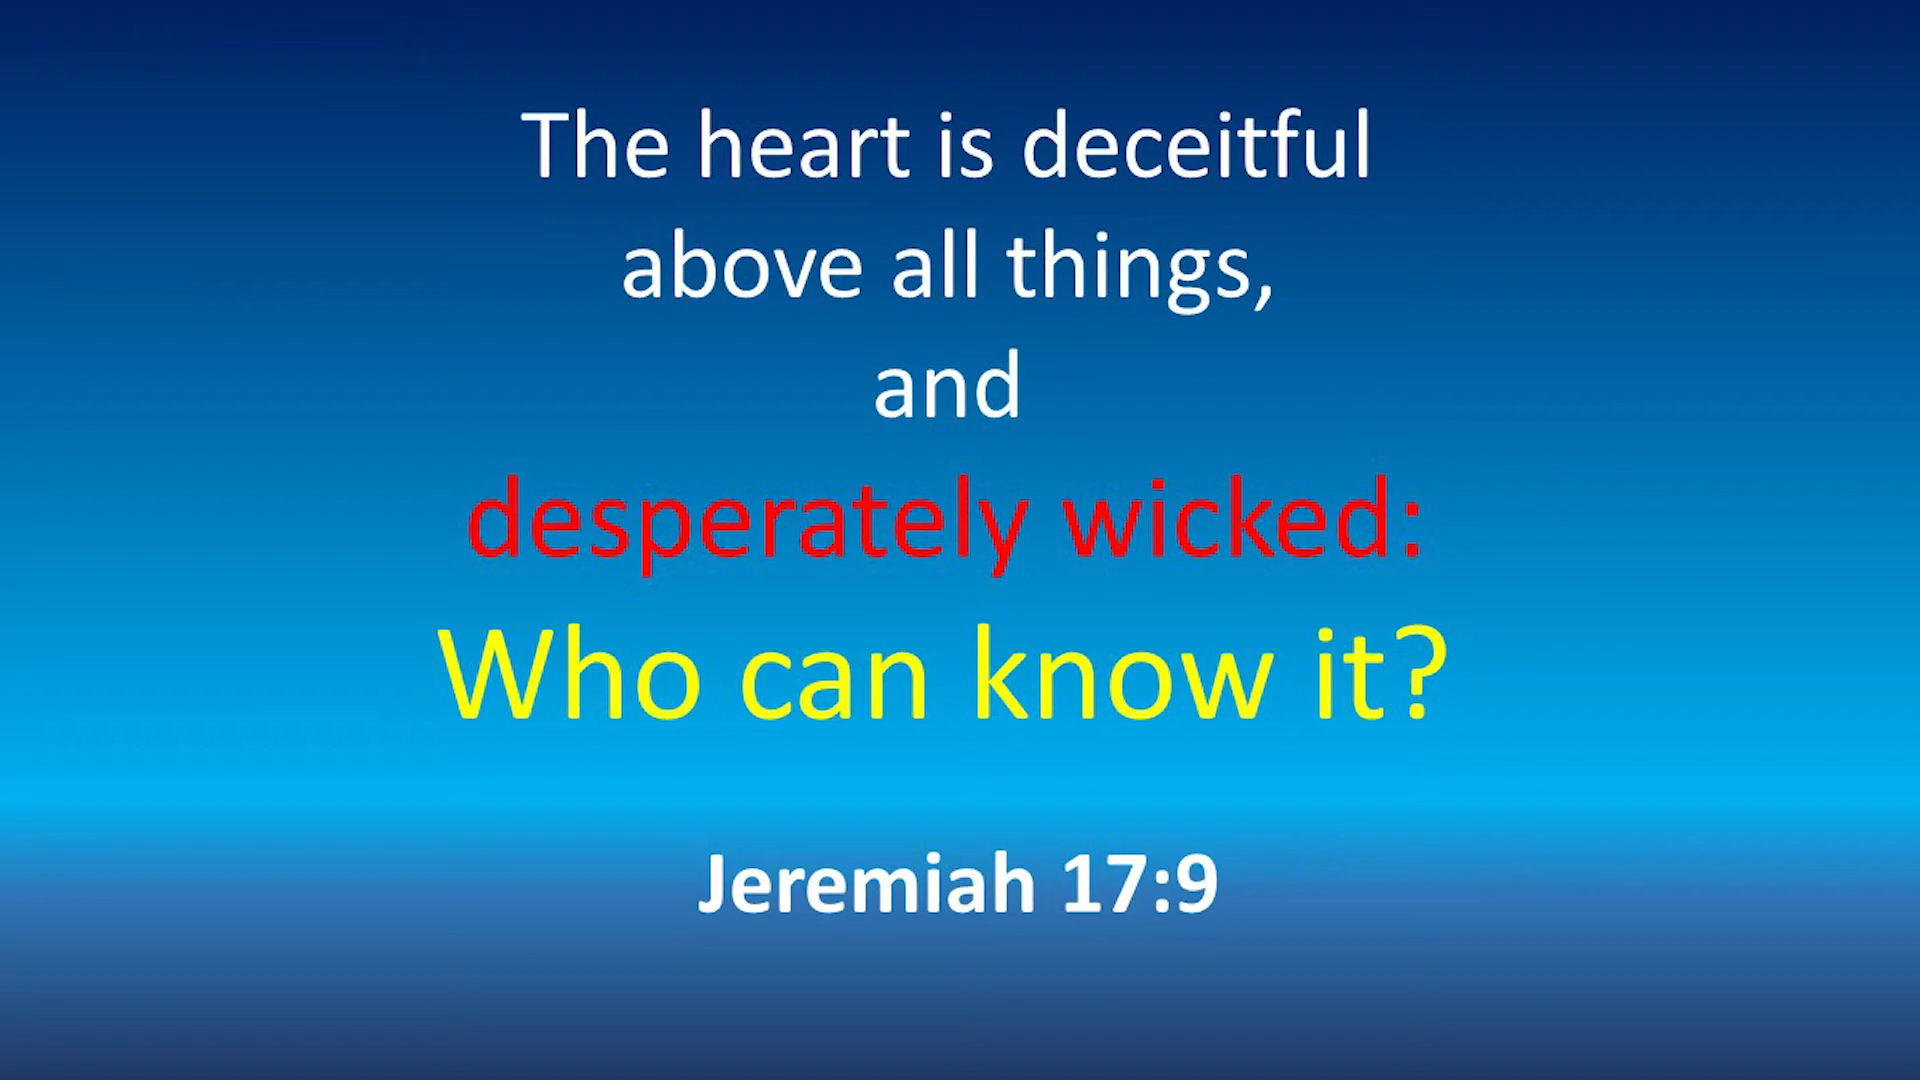 The heart is deceitful
above all things,
and
desperately wicked:
Who can know it?
Jeremiah 17:9